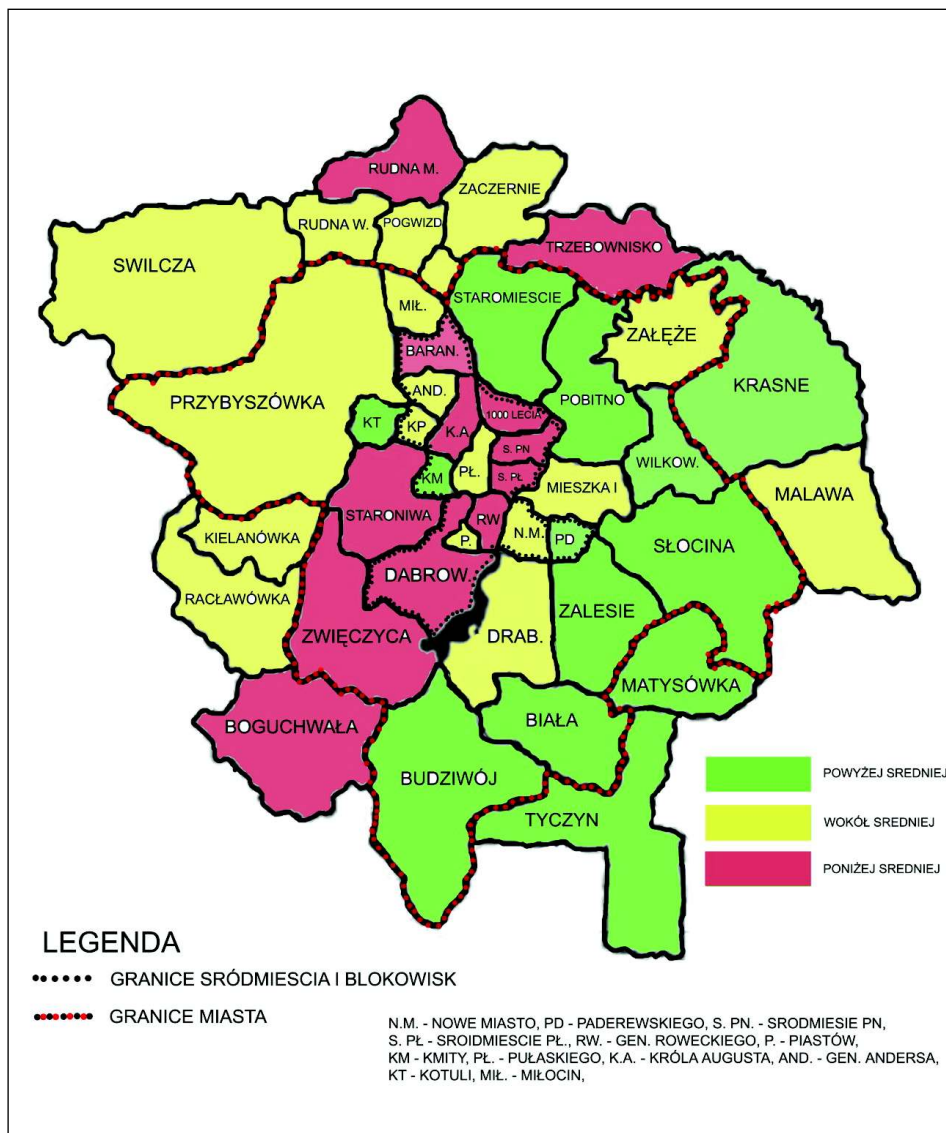 RUDNA M.
ZACZERNIE
RUDNA W.
POGWIZD
SWILCZA
TRZEBOWNISKO
STAROMIESCIE
MIŁ.
ZAŁĘŻE
BARAN.
KRASNE
PRZYBYSZÓWKA
AND.
POBITNO
KT
KP
K.A
1000 LECIA
S. PN
WILKOW.
KM
PŁ.
S. PŁ
MIESZKA I
MALAWA
STARONIWA
RW
N.M.
PD
KIELANÓWKA
P.
SŁOCINA
DABROW.
RACŁAWÓWKA
ZALESIE
ZWIĘCZYCA
DRAB.
MATYSÓWKA
BOGUCHWAŁA
BIAŁA
BUDZIWÓJ
TYCZYN
POWYŻEJ SREDNIEJ
WOKÓŁ SREDNIEJ
PONIŻEJ SREDNIEJ
LEGENDA
GRANICE SRÓDMIESCIA I BLOKOWISK
GRANICE MIASTA
N.M. - NOWE MIASTO, PD - PADEREWSKIEGO, S. PN. - SRODMIESIE PN,
S. PŁ - SROIDMIESCIE PŁ., RW. - GEN. ROWECKIEGO, P. - PIASTÓW,
KM - KMITY, PŁ. - PUŁASKIEGO, K.A. - KRÓLA AUGUSTA, AND. - GEN. ANDERSA,
KT - KOTULI, MIŁ. - MIŁOCIN,